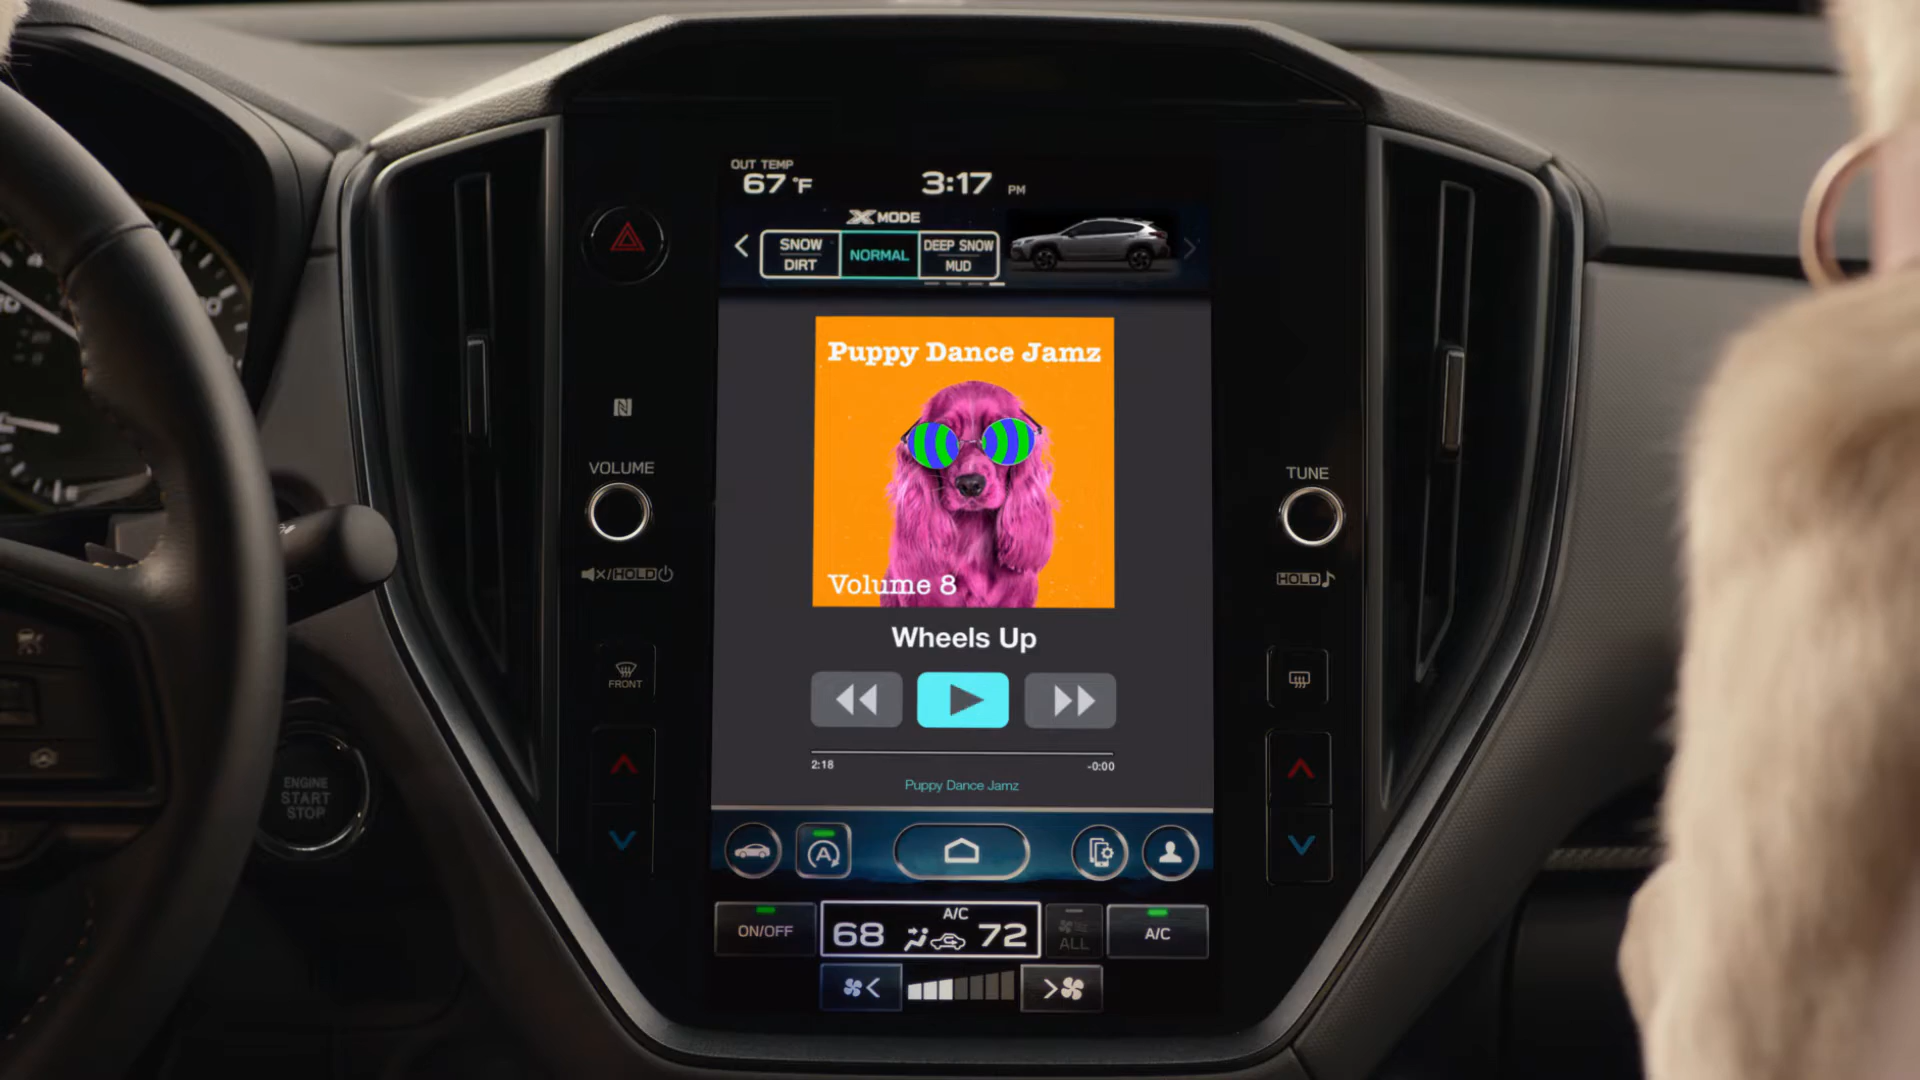 OUT TEMP
67 °F
3:17 PM
X MODE
SNOW
DIRT
NORMAL
DEEP SNOW
MUD
Puppy Dance Jamz
Volume 8
Wheels Up
2:18
-0:00
Puppy Dance Jamz
VOLUME
HOLD
TUNE
HOLD
FRONT
ENGINE
START
STOP
A
ON/OFF
A/C
68
72
ALL
A/C